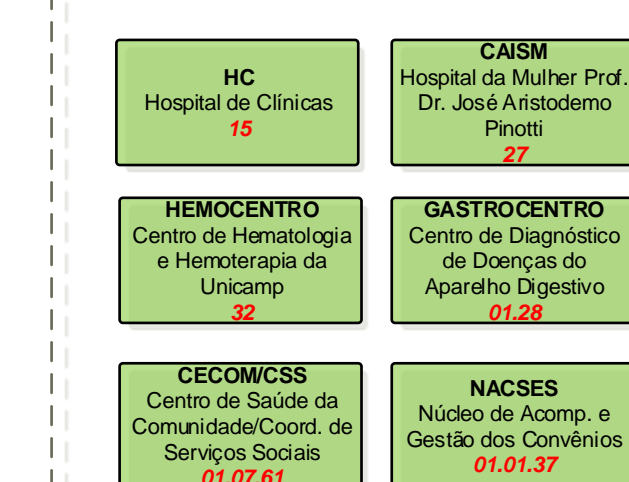 HC
Hospital de Clínicas
15
CAISM
Hospital da Mulher Prof.
Dr. José Aristodemo
Pinotti
27
HEMOCENTRO
Centro de Hematologia
e Hemoterapia da
Unicamp
32
GASTROCENTRO
Centro de Diagnóstico
de Doenças do
Aparelho Digestivo
01.28
CECOM/CSS
Centro de Saúde da
Comunidade/Coord. de
Serviços Sociais
01.07.61
NACSES
Núcleo de Acomp. e
Gestão dos Convênios
01.01.37